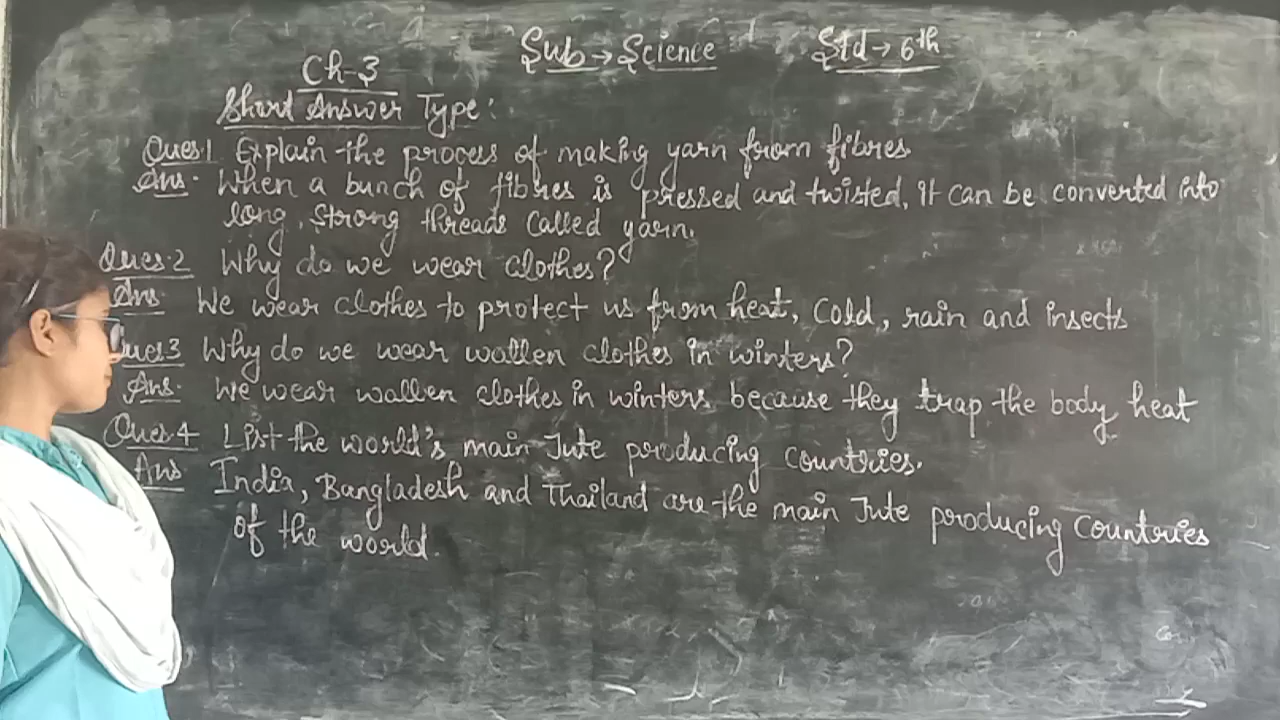 Sub → Science Std → 6th
Ch-3
Short Answer Type:
Ques.1 Explain the process of making yarn from fibres.
Ans. When a bunch of fibres is pressed and twisted, it can be converted into
long, strong threads called yarn.
Ques.2 Why do we wear clothes?
Ans. We wear clothes to protect us from heat, cold, rain and insects
Ques3 Why do we wear wollen clothes in winters?
Ans. We wear wollen clothes in winters because they trap the body heat
Ques4 List the world's main Jute producing countries.
Ans India, Bangladesh and Thailand are the main Jute producing countries
of the world.